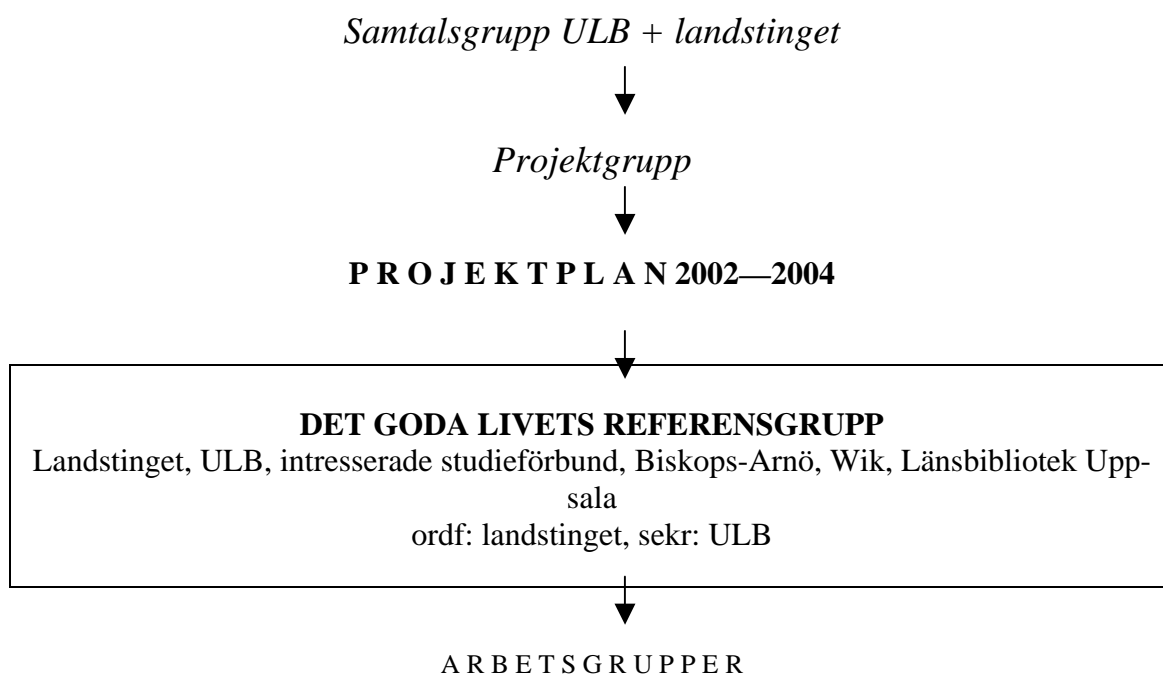 Samtalsgrupp ULB + landstinget
Projektgrupp
P R O J E K T P L A N 2002—2004
DET GODA LIVETS REFERENSGRUPP
Landstinget, ULB, intresserade studieförbund, Biskops-Arnö, Wik, Länsbibliotek Upp-
sala
ordf: landstinget, sekr: ULB
A R B E T S G R U P P E R